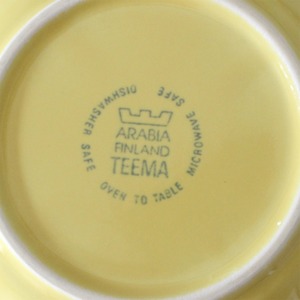 ARABIA
FINLAND
TEEMA
DISHWASHER SAFE
OVEN TO TABLE
MICROWAVE SAFE